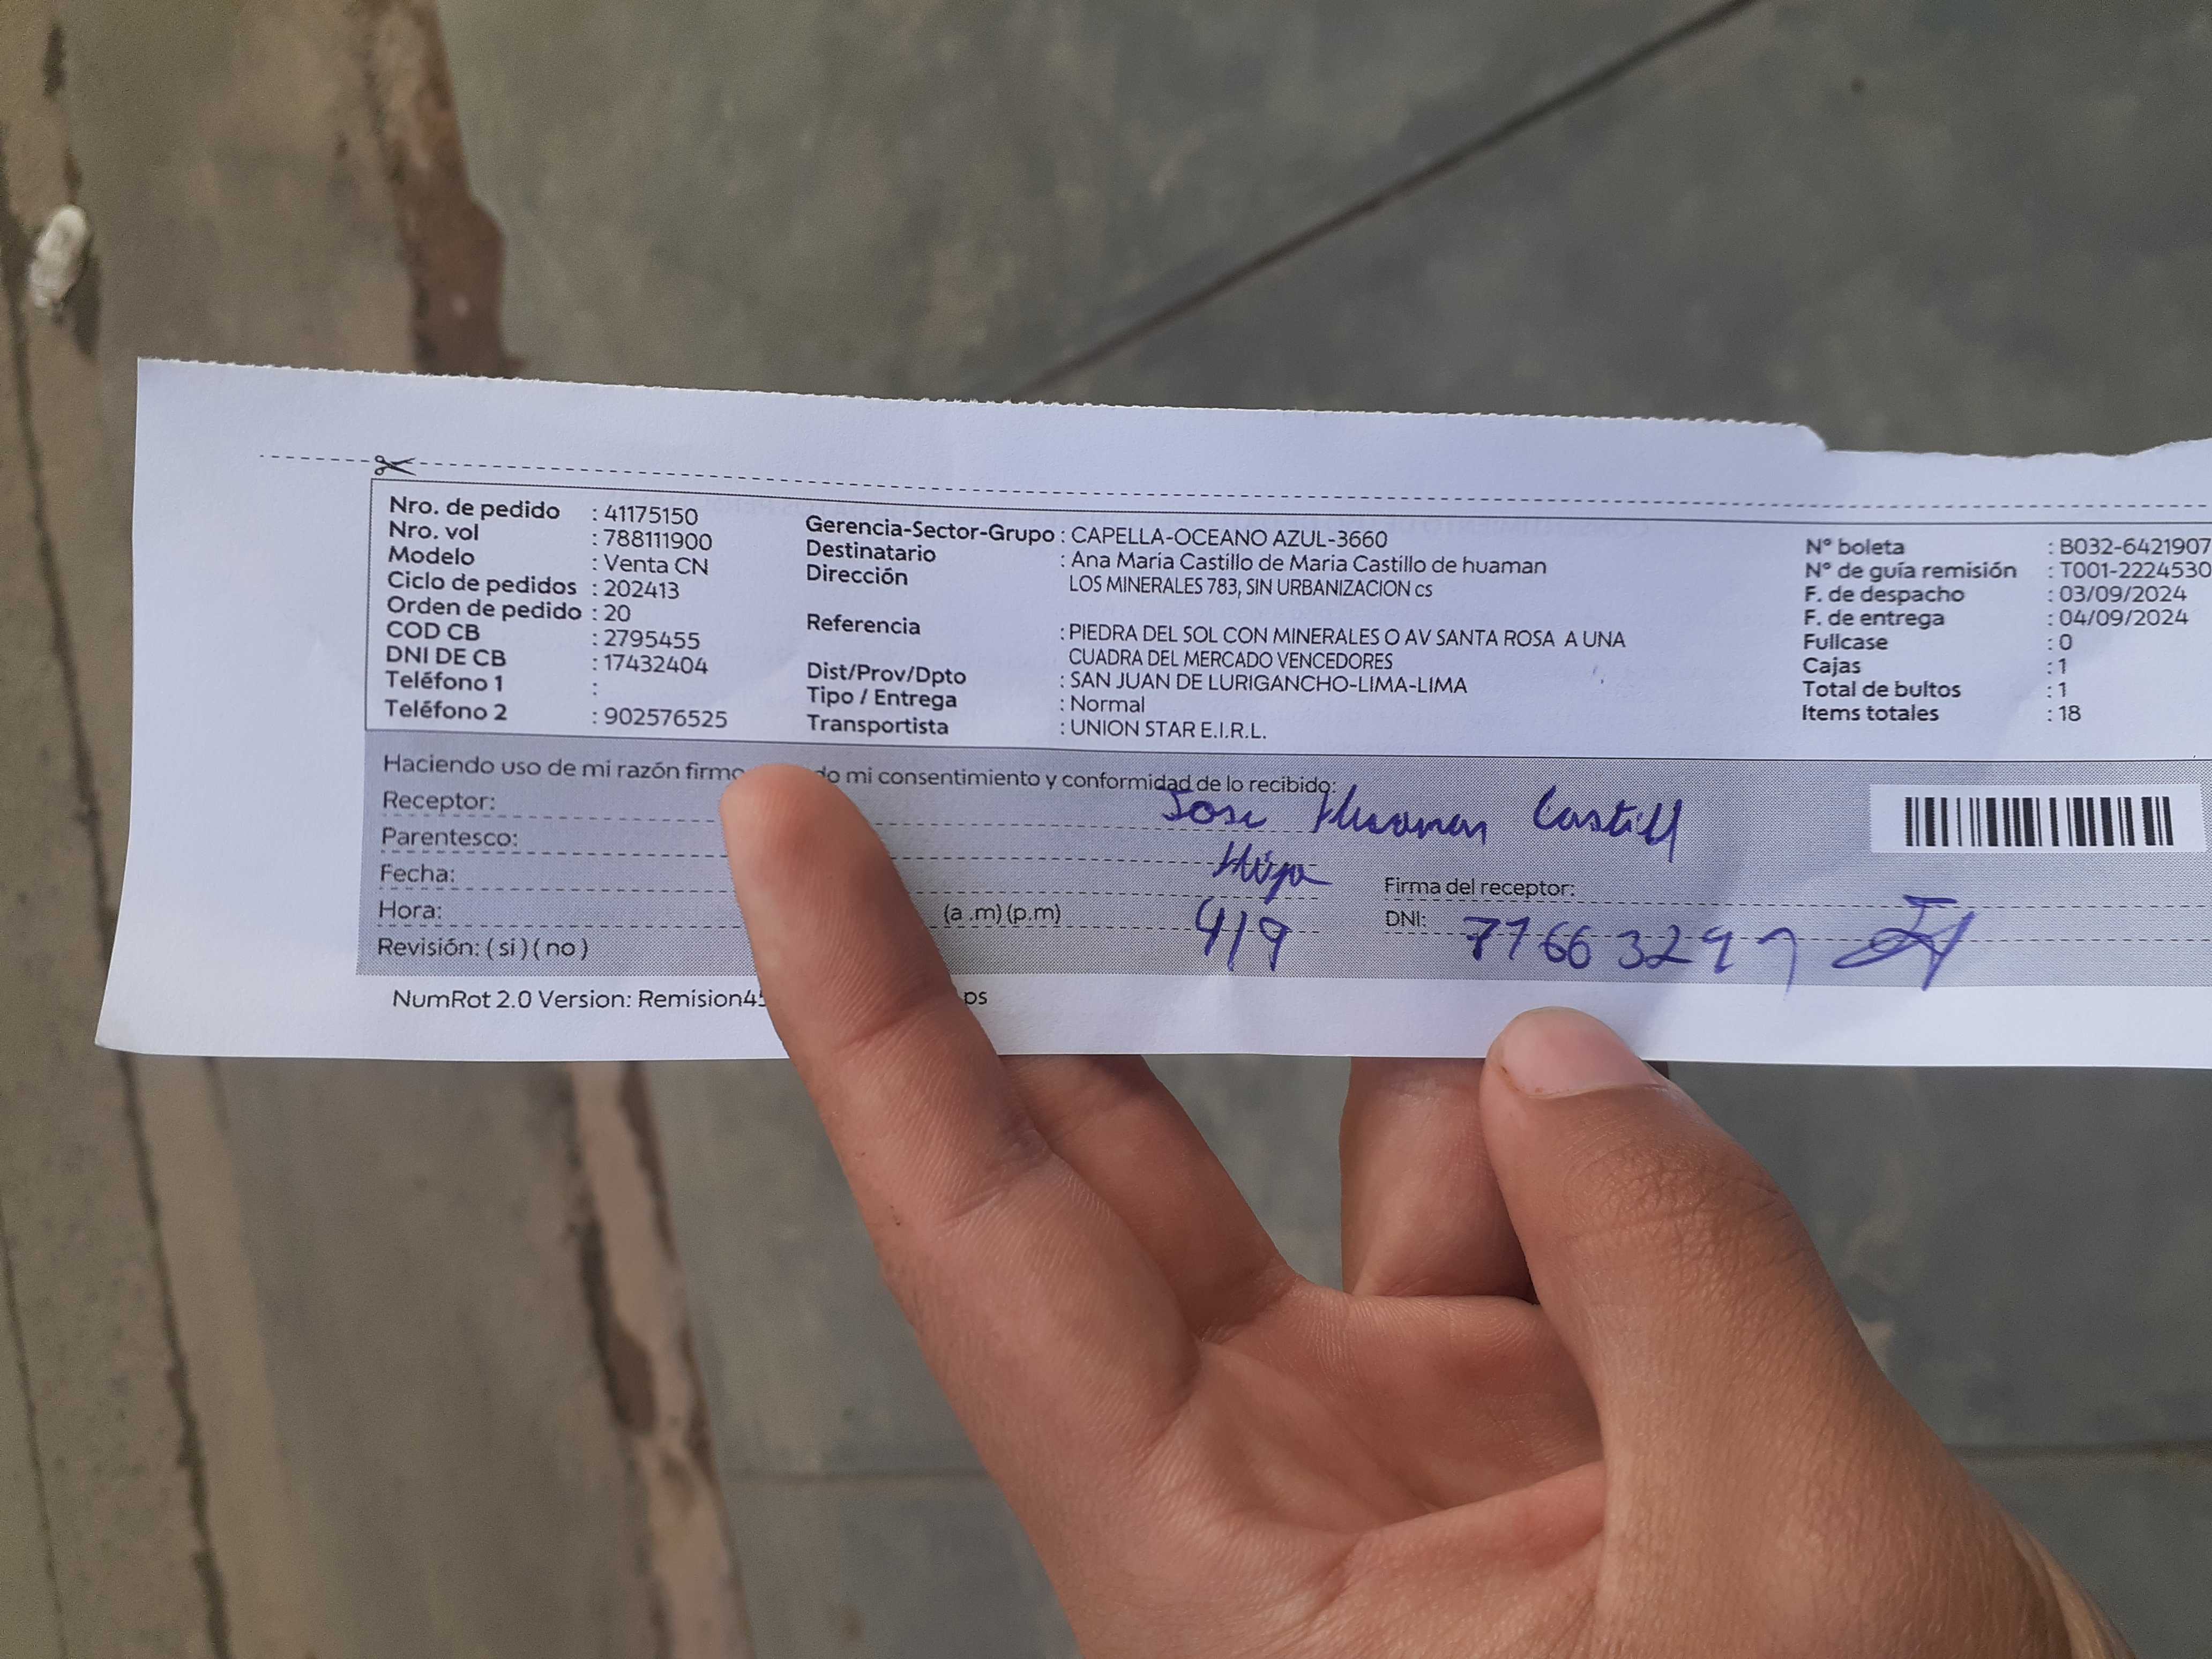 Nro. de pedido : 41175150
Nro. vol : 788111900
Modelo : Venta CN
Ciclo de pedidos : 202413
Orden de pedido : 20
COD CB : 2795455
DNI DE CB : 17432404
Teléfono 1 :
Teléfono 2 : 902576525
Gerencia-Sector-Grupo : CAPELLA-OCEANO AZUL-3660
Destinatario : Ana Maria Castillo de Maria Castillo de huaman
Dirección LOS MINERALES 783, SIN URBANIZACION cs
Referencia : PIEDRA DEL SOL CON MINERALES O AV SANTA ROSA A UNA
CUADRA DEL MERCADO VENCEDORES
Dist/Prov/Dpto : SAN JUAN DE LURIGANCHO-LIMA-LIMA
Tipo / Entrega : Normal
Transportista : UNION STAR E.I.R.L.
N° boleta : B032-6421907
N° de guía remisión : T001-2224530
F. de despacho : 03/09/2024
F. de entrega : 04/09/2024
Fullcase : 0
Cajas : 1
Total de bultos : 1
Items totales : 18
Haciendo uso de mi razón firmo mi consentimiento y conformidad de lo recibido:
Receptor: Jose Huaman
Parentesco:
Fecha: 4/9
Hora: (a .m) (p.m)
Revisión: ( si ) ( no )
Firma del receptor:
DNI:
NumRot 2.0 Version: ps